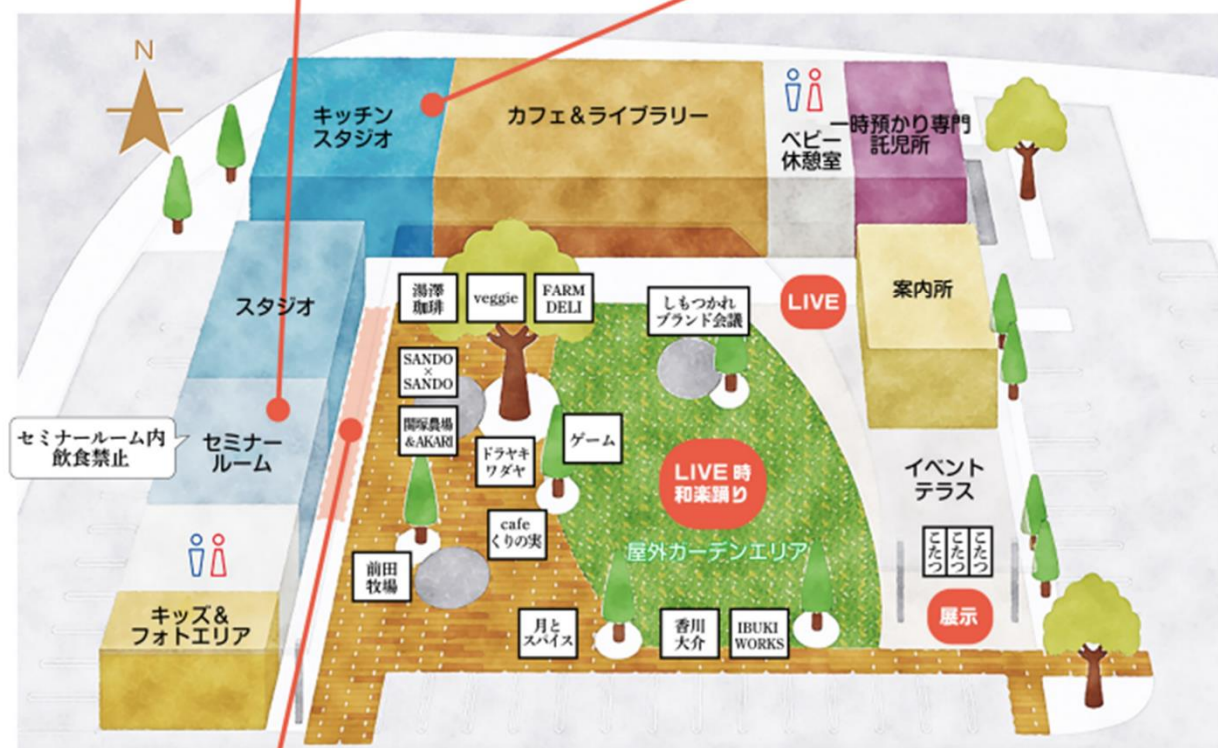 N
キッチン
スタジオ
カフェ＆ライブラリー
ベビー
休憩室
一時預かり専門
託児所
スタジオ
湯澤
珈琲
veggie
FARM
DELI
しもつかれ
ブランド会議
LIVE
案内所
SANDO
×
SANDO
関塚農場
&AKARI
ドラヤキ
ワダヤ
ゲーム
セミナールーム内
飲食禁止
セミナー
ルーム
LIVE 時
和楽踊り
イベント
テラス
cafe
くりの実
屋外ガーデンエリア
こたつ
こたつ
こたつ
前田
牧場
キッズ＆
フォトエリア
月と
スパイス
香川
大介
IBUKI
WORKS
展示